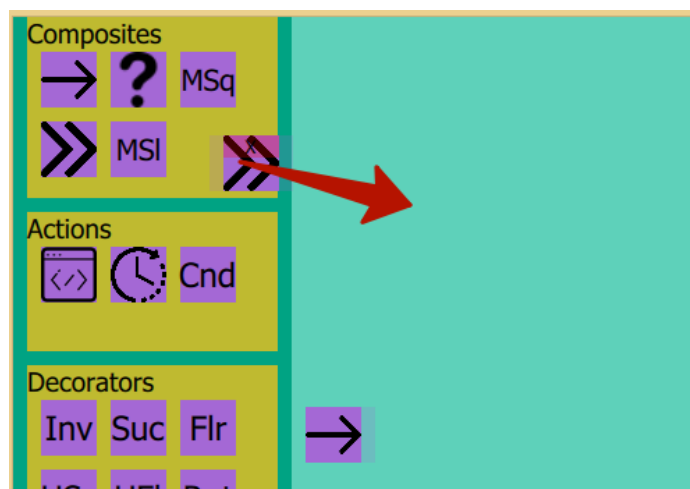 Composites
? MSq
MSl
x
Actions
</> Cnd
Decorators
Inv Suc Flr